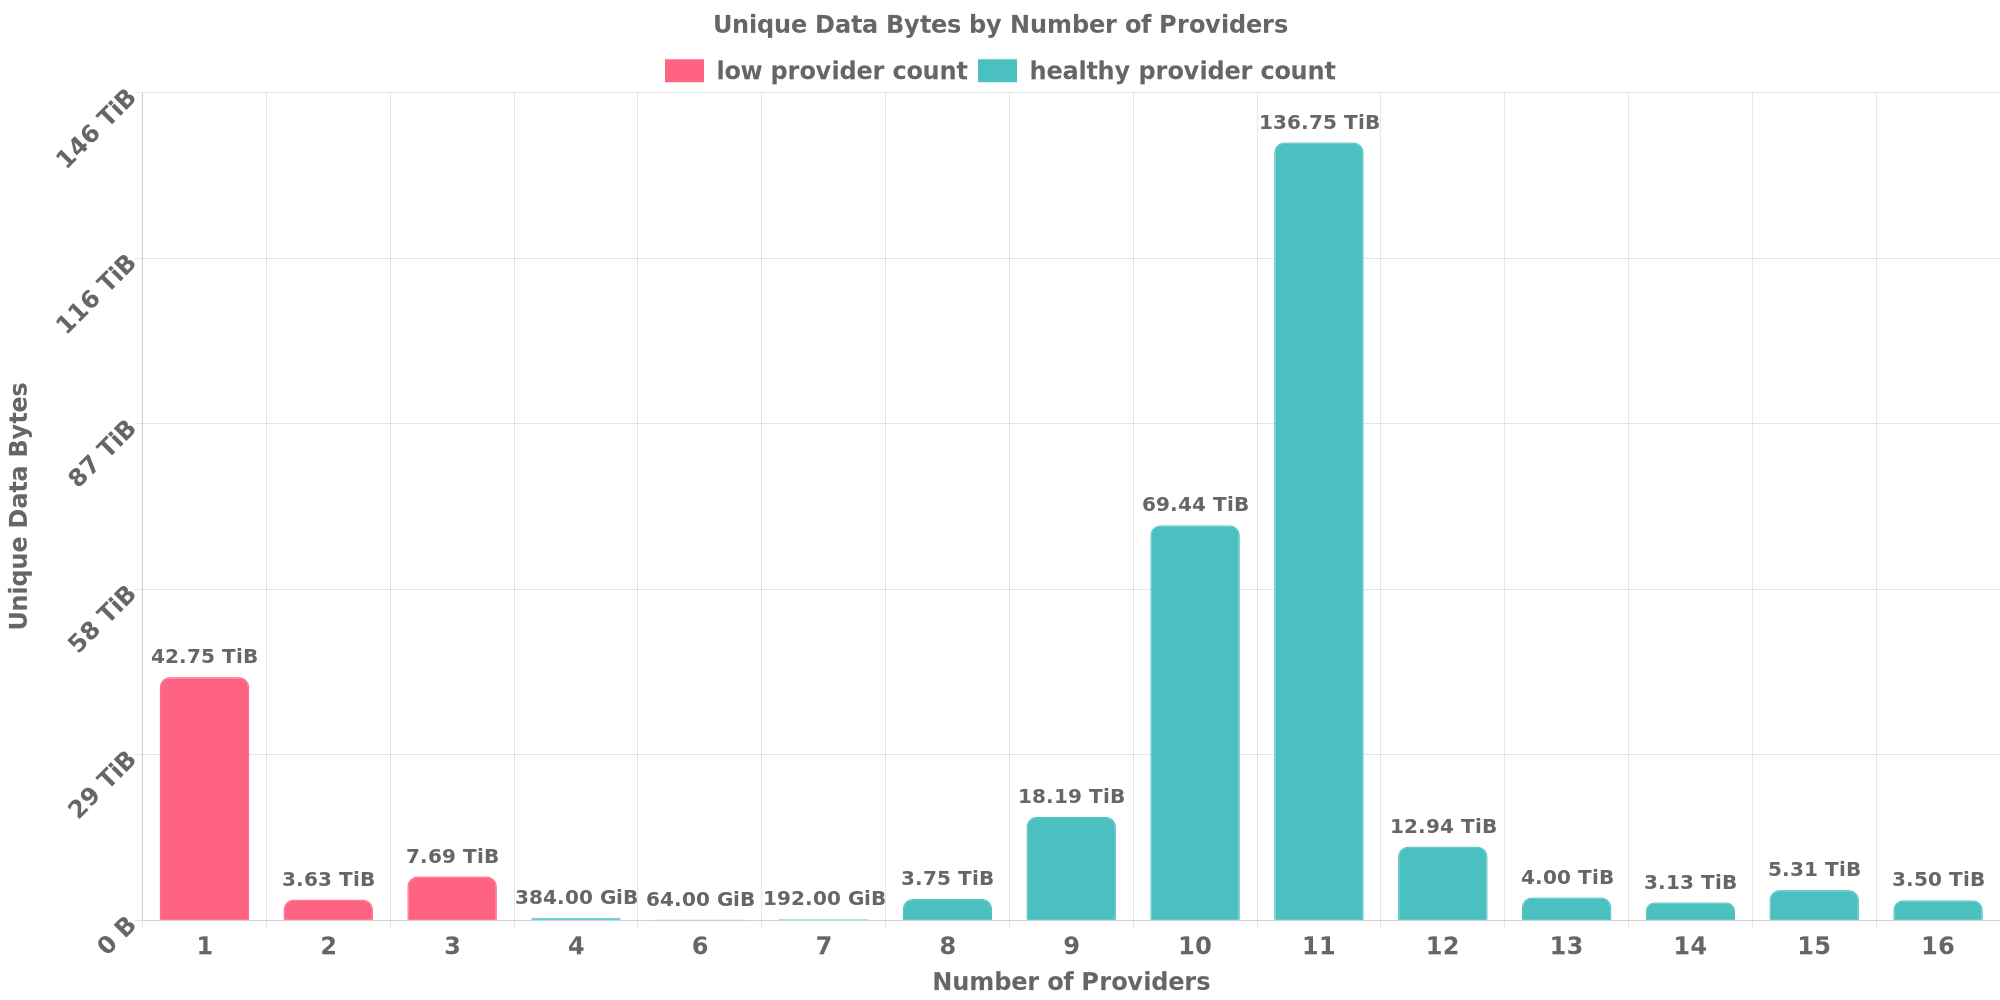 Unique Data Bytes by Number of Providers
low provider count healthy provider count
146 TiB
116 TiB
87 TiB
58 TiB
29 TiB
0 B
Unique Data Bytes
42.75 TiB
3.63 TiB
7.69 TiB
384.00 GiB
64.00 GiB
192.00 GiB
3.75 TiB
18.19 TiB
69.44 TiB
136.75 TiB
12.94 TiB
4.00 TiB
3.13 TiB
5.31 TiB
3.50 TiB
1 2 3 4 6 7 8 9 10 11 12 13 14 15 16
Number of Providers